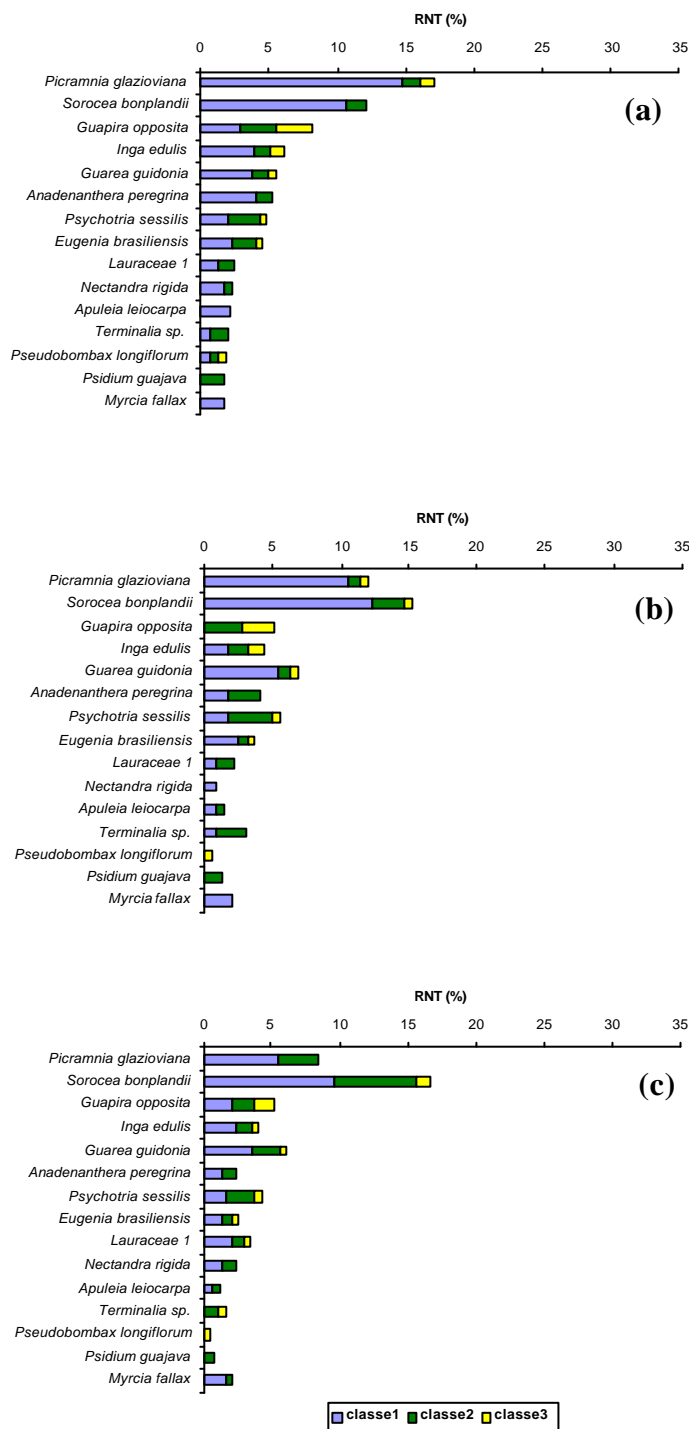 RNT (%)
0 5 10 15 20 25 30 35
Picramnia glazioviana
Sorocea bonplandii
(a)
Guapira opposita
Inga edulis
Guarea guidonia
Anadenanthera peregrina
Psychotria sessilis
Eugenia brasiliensis
Lauraceae 1
Nectandra rigida
Apuleia leiocarpa
Terminalia sp.
Pseudobombax longiflorum
Psidium guajava
Myrcia fallax
RNT (%)
0 5 10 15 20 25 30 35
Picramnia glazioviana
Sorocea bonplandii
(b)
Guapira opposita
Inga edulis
Guarea guidonia
Anadenanthera peregrina
Psychotria sessilis
Eugenia brasiliensis
Lauraceae 1
Nectandra rigida
Apuleia leiocarpa
Terminalia sp.
Pseudobombax longiflorum
Psidium guajava
Myrcia fallax
RNT (%)
0 5 10 15 20 25 30 35
Picramnia glazioviana
Sorocea bonplandii
(c)
Guapira opposita
Inga edulis
Guarea guidonia
Anadenanthera peregrina
Psychotria sessilis
Eugenia brasiliensis
Lauraceae 1
Nectandra rigida
Apuleia leiocarpa
Terminalia sp.
Pseudobombax longiflorum
Psidium guajava
Myrcia fallax
classe1 classe2 classe3